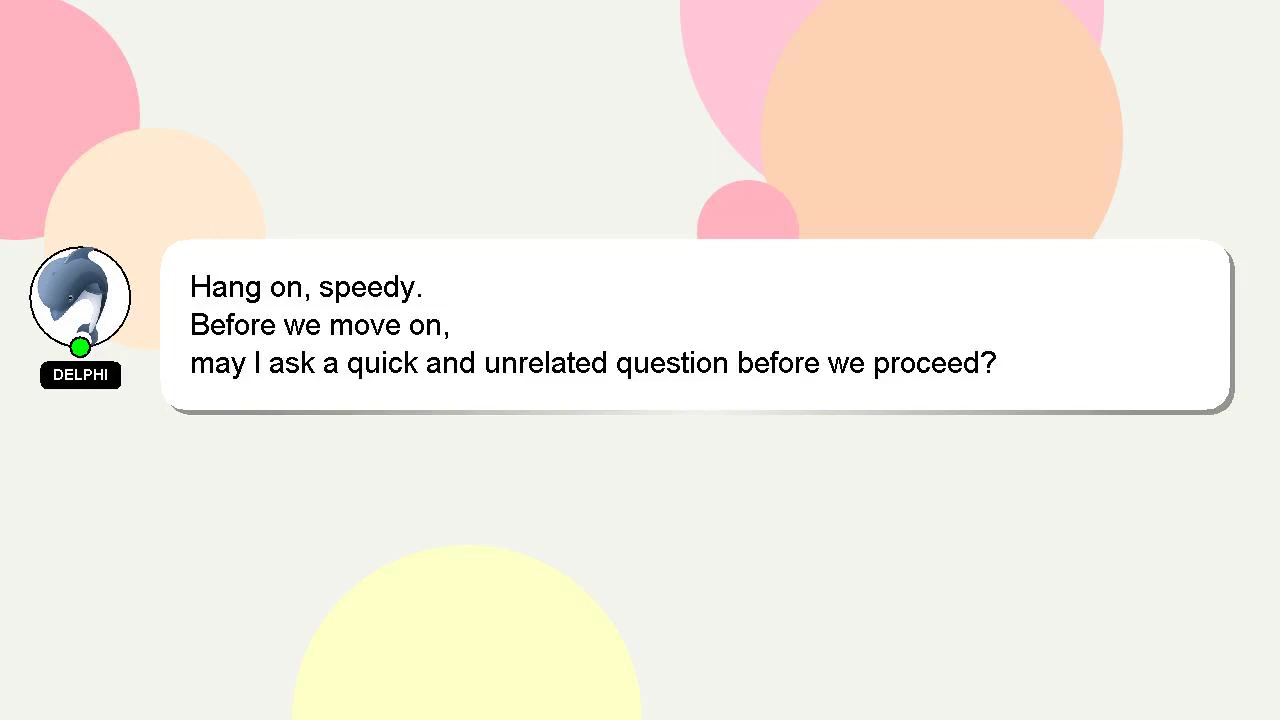 Hang on, speedy.
Before we move on,
may I ask a quick and unrelated question before we proceed?
DELPHI